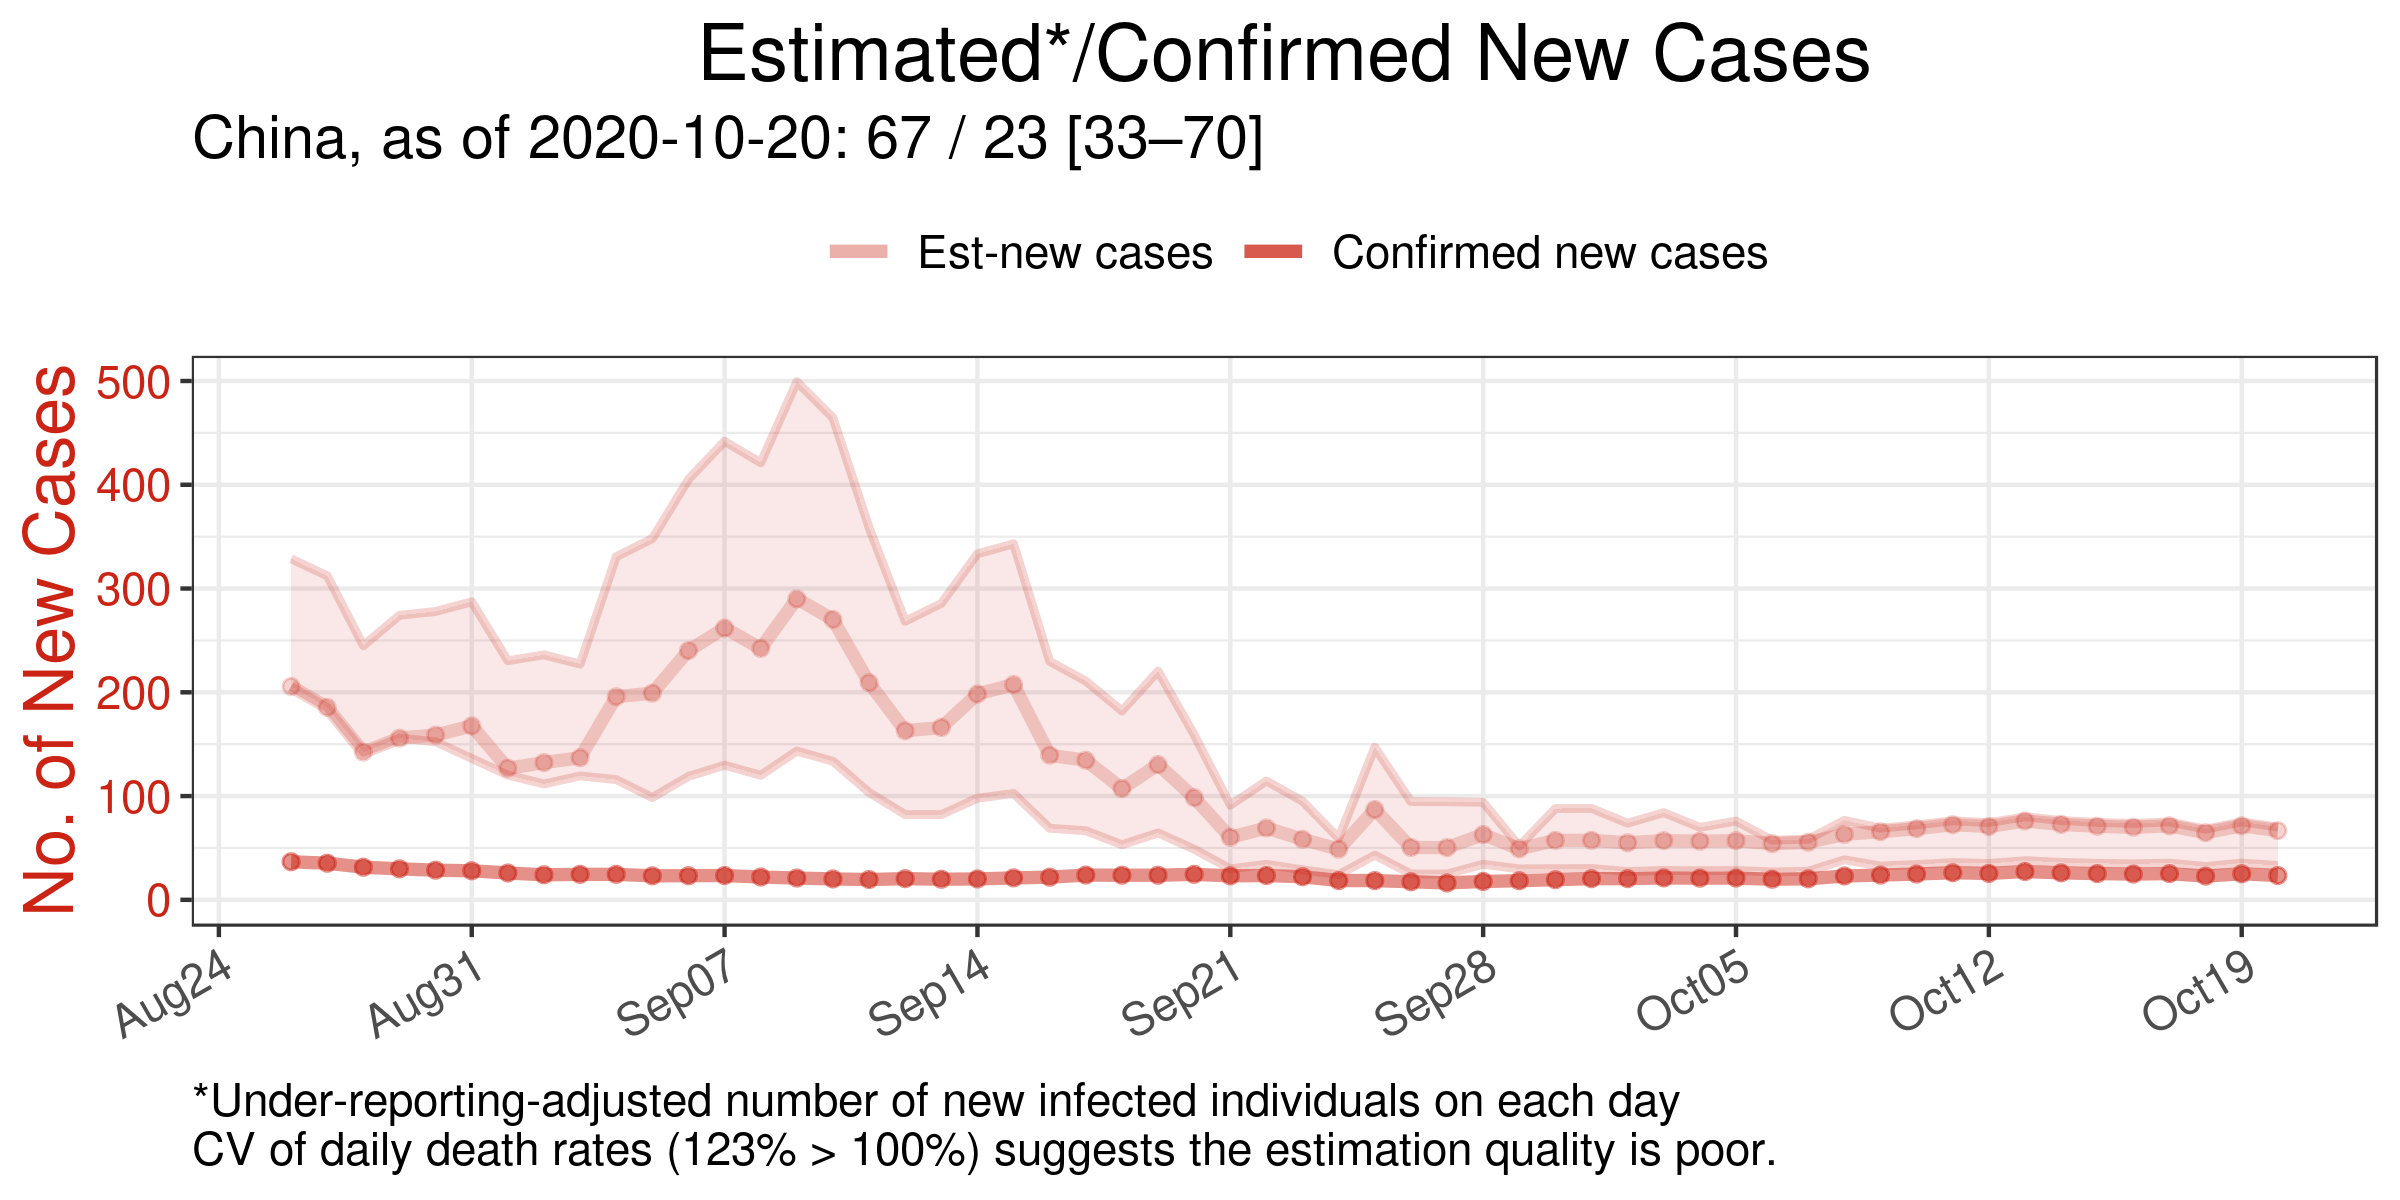 Estimated*/Confirmed New Cases
China, as of 2020-10-20: 67 / 23 [33–70]
Est-new cases
Confirmed new cases
No. of New Cases
500
400
300
200
100
0
Aug24
Aug31
Sep07
Sep14
Sep21
Sep28
Oct05
Oct12
Oct19
*Under-reporting-adjusted number of new infected individuals on each day
CV of daily death rates (123% > 100%) suggests the estimation quality is poor.